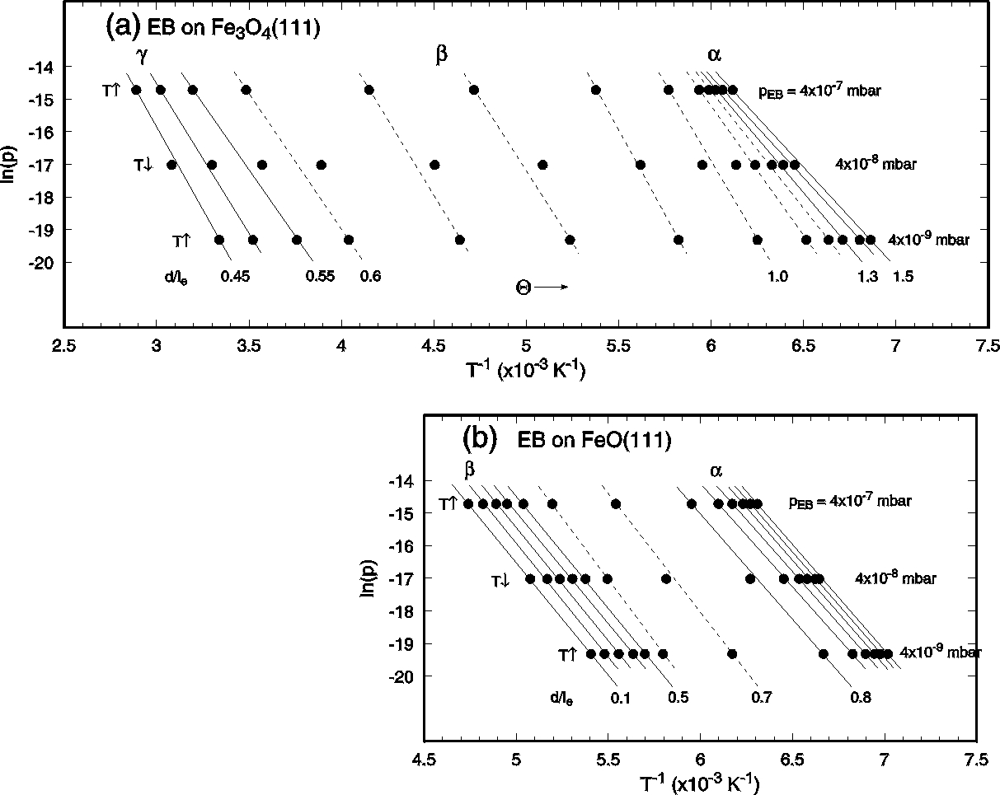 (a) EB on Fe3O4(111)
γ β α
-14
T↑ pEB = 4x10-7 mbar
-15
-16
ln(p)
-17 T↓ 4x10-8 mbar
-18
-19 T↑ 4x10-9 mbar
-20
d/le 0.45 0.55 0.6 1.0 1.3 1.5
Θ
2.5 3 3.5 4 4.5 5 5.5 6 6.5 7 7.5
T-1 (x10-3 K-1)
(b) EB on FeO(111)
β α
-14
T↑ pEB = 4x10-7 mbar
-15
-16
ln(p)
-17 T↓ 4x10-8 mbar
-18
-19 T↑ 4x10-9 mbar
-20
d/le 0.1 0.5 0.7 0.8
4.5 5 5.5 6 6.5 7 7.5
T-1 (x10-3 K-1)